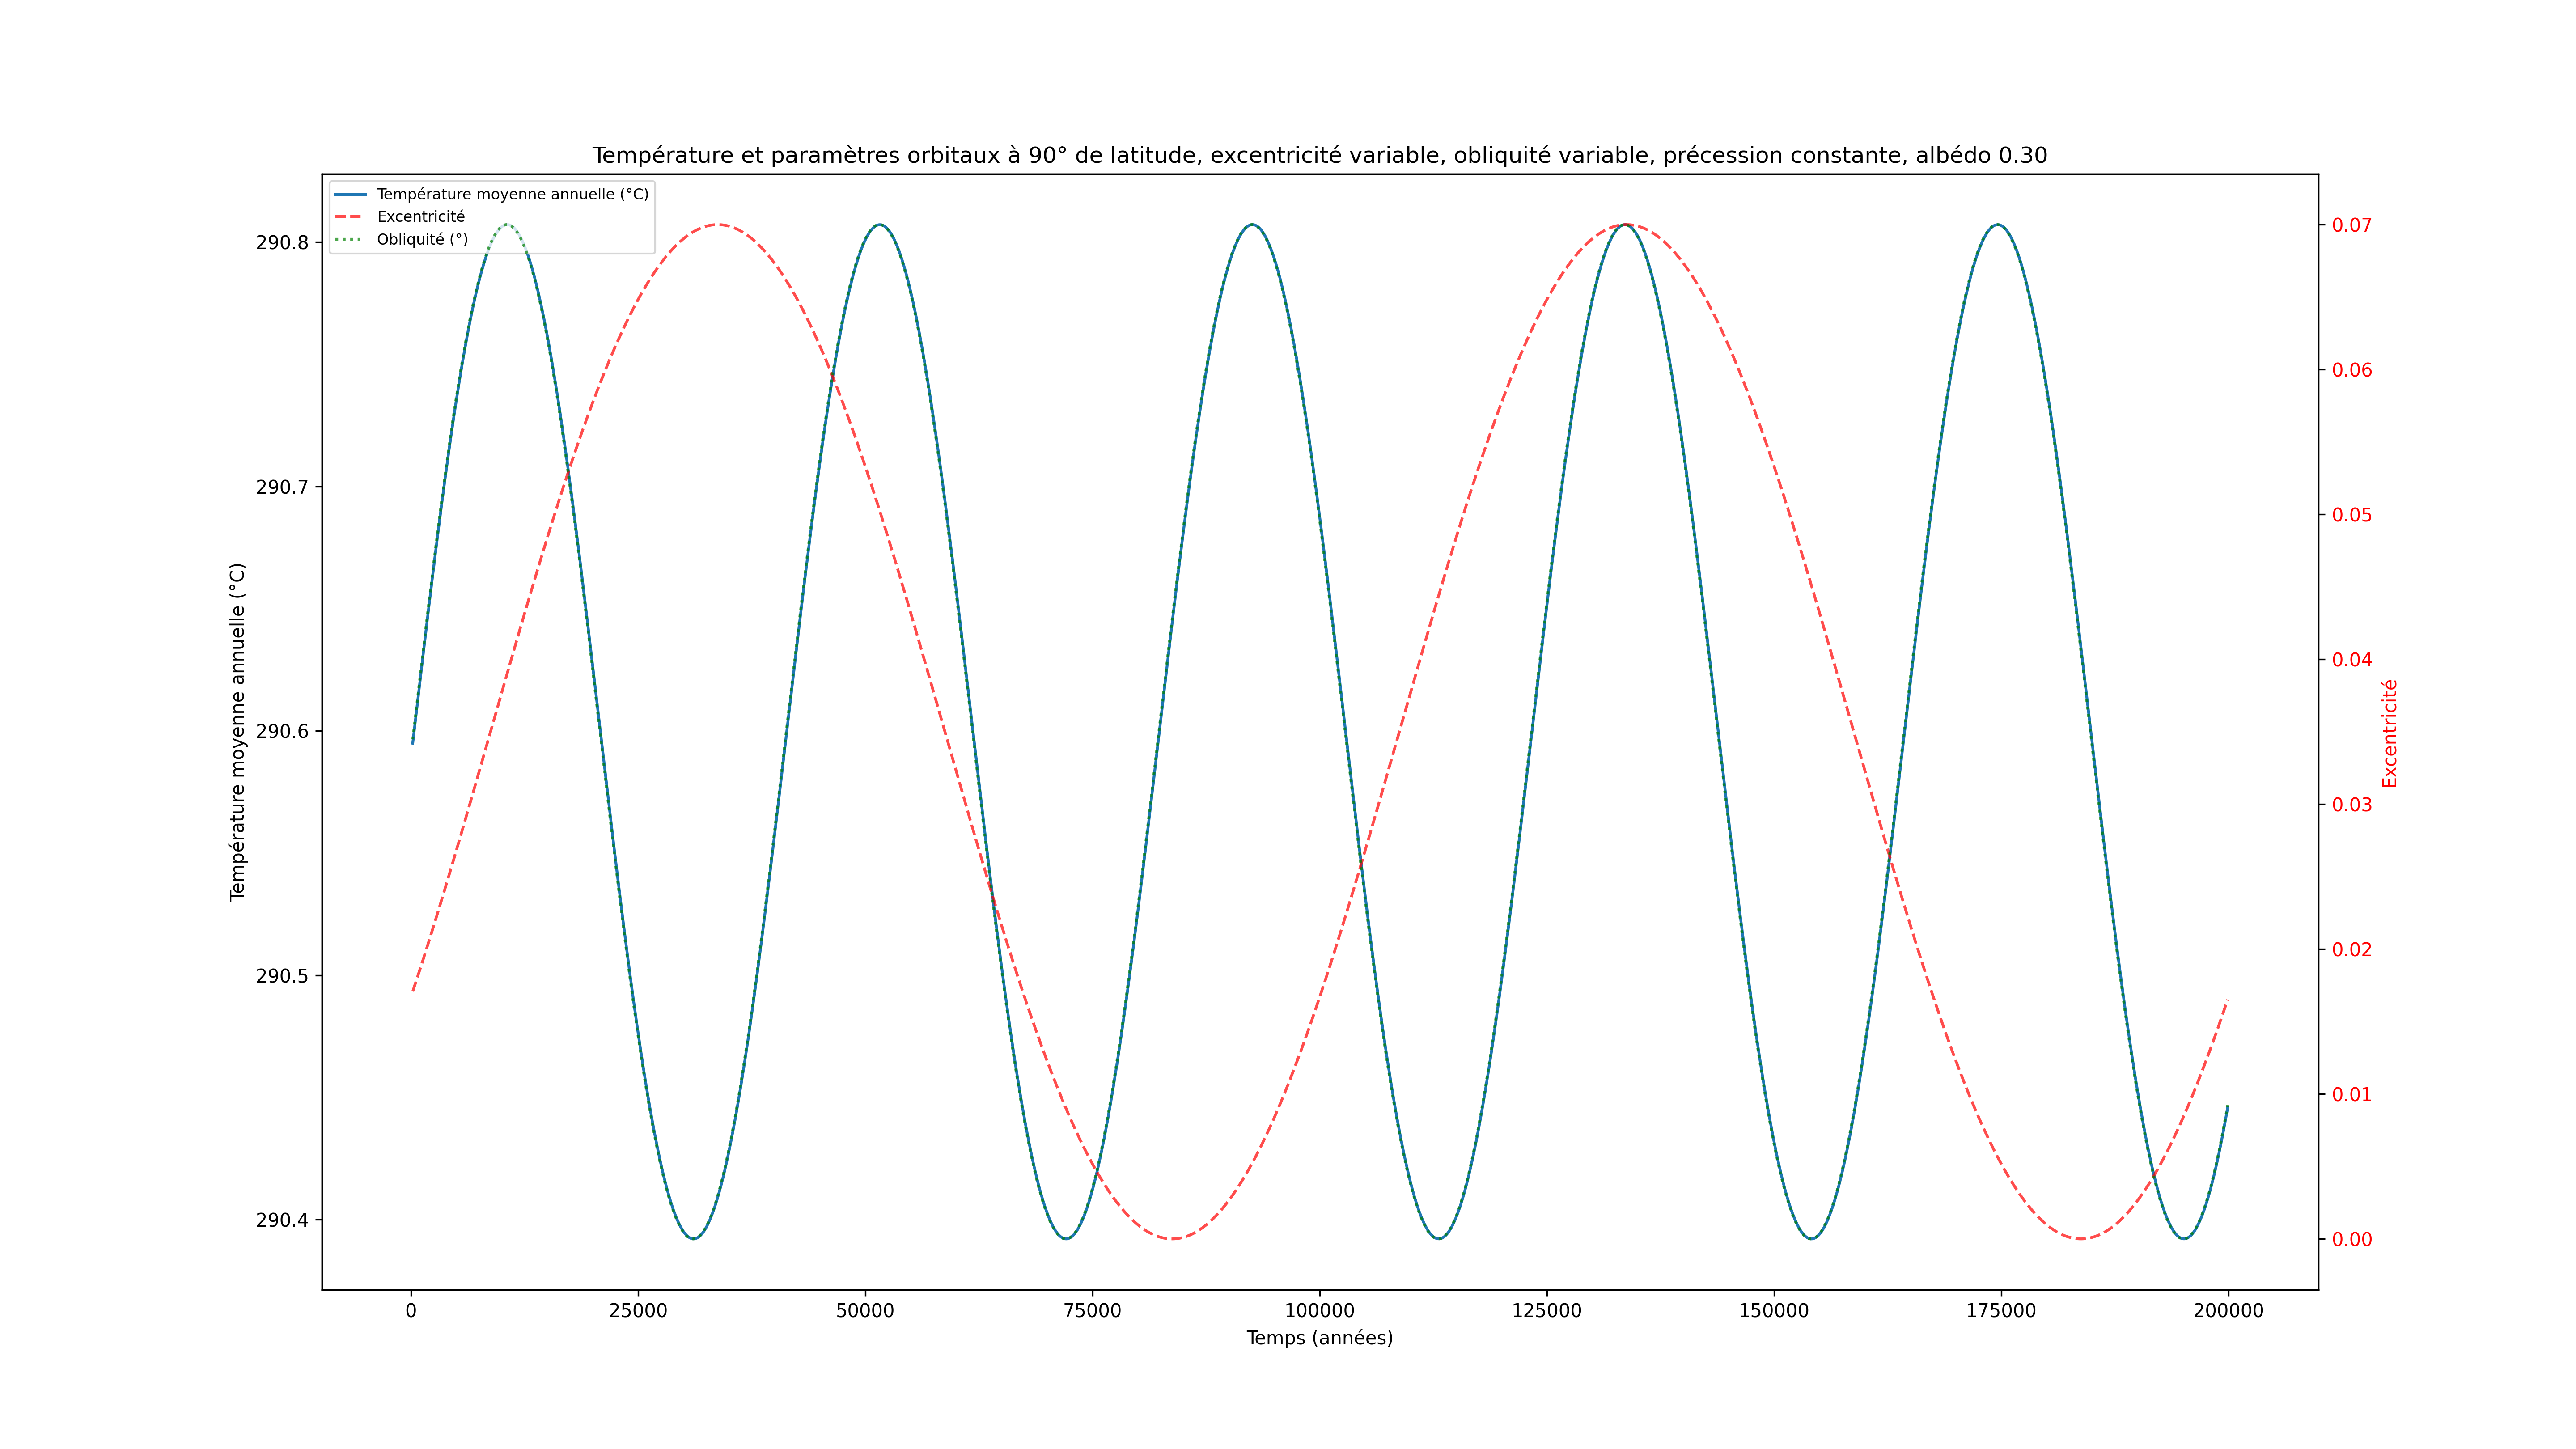 Température et paramètres orbitaux à 90° de latitude, excentricité variable, obliquité variable, précession constante, albédo 0.30
Température moyenne annuelle (°C)
Excentricité
Obliquité (°)
290.8
290.7
290.6
290.5
290.4
Température moyenne annuelle (°C)
0.07
0.06
0.05
0.04
0.03
0.02
0.01
0.00
Excentricité
0 25000 50000 75000 100000 125000 150000 175000 200000
Temps (années)